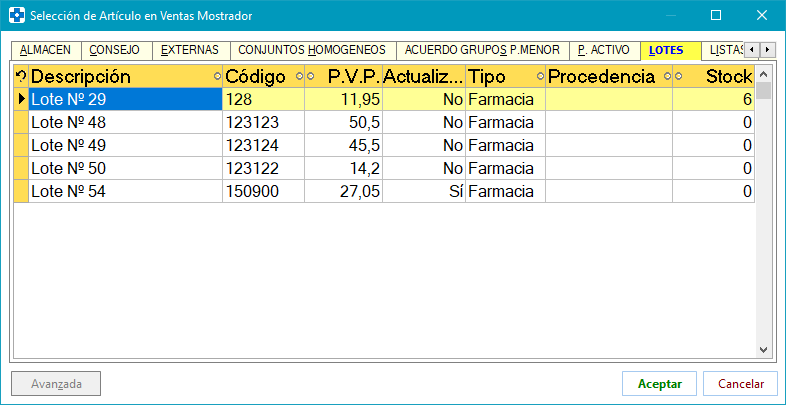 Selección de Artículo en Ventas Mostrador
ALMACEN CONSEJO EXTERNAS CONJUNTOS HOMOGENEOS ACUERDO GRUPOS P.MENOR P. ACTIVO LOTES LISTAS
Descripción Código P.V.P. Actualiz... Tipo Procedencia Stock
Lote Nº 29 128 11,95 No Farmacia 6
Lote Nº 48 123123 50,5 No Farmacia 0
Lote Nº 49 123124 45,5 No Farmacia 0
Lote Nº 50 123122 14,2 No Farmacia 0
Lote Nº 54 150900 27,05 Sí Farmacia 0
Avanzada Aceptar Cancelar